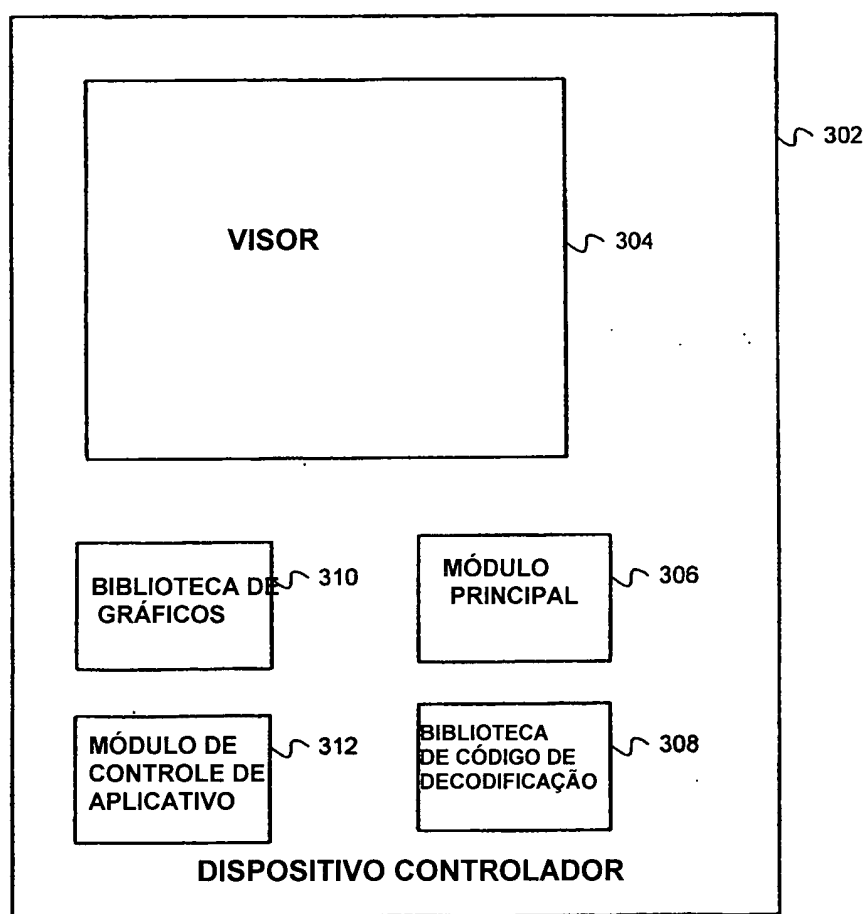 302
VISOR
304
BIBLIOTECA DE
GRÁFICOS
310
MÓDULO
PRINCIPAL
306
MÓDULO DE
CONTROLE DE
APLICATIVO
312
BIBLIOTECA
DE CÓDIGO DE
DECODIFICAÇÃO
308
DISPOSITIVO CONTROLADOR